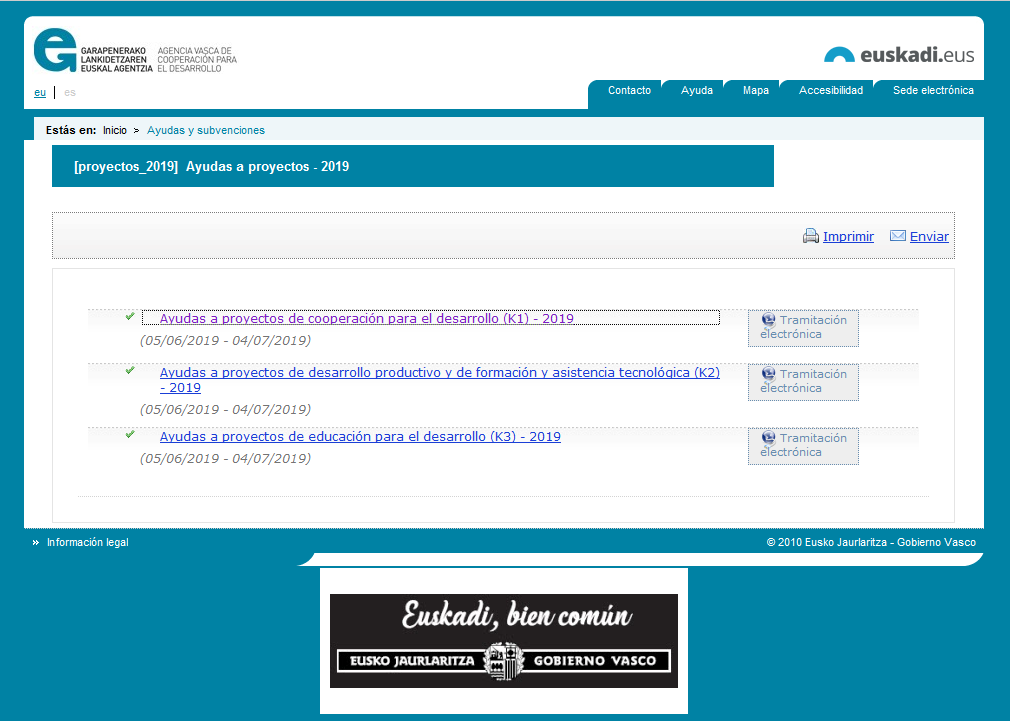 GARAPENERAKO
LANKIDETZAREN
EUSKAL AGENTZIA
AGENCIA VASCA DE
COOPERACIÓN PARA
EL DESARROLLO
euskadi.eus
eu | es
Contacto Ayuda Mapa Accesibilidad Sede electrónica
Estás en: Inicio » Ayudas y subvenciones
[proyectos_2019] Ayudas a proyectos - 2019
Imprimir Enviar
Ayudas a proyectos de cooperación para el desarrollo (K1) - 2019
(05/06/2019 - 04/07/2019)
Tramitación
electrónica
Ayudas a proyectos de desarrollo productivo y de formación y asistencia tecnológica (K2)
- 2019
(05/06/2019 - 04/07/2019)
Tramitación
electrónica
Ayudas a proyectos de educación para el desarrollo (K3) - 2019
(05/06/2019 - 04/07/2019)
Tramitación
electrónica
» Información legal
© 2010 Eusko Jaurlaritza - Gobierno Vasco
Euskadi, bien común
EUSKO JAURLARITZA GOBIERNO VASCO